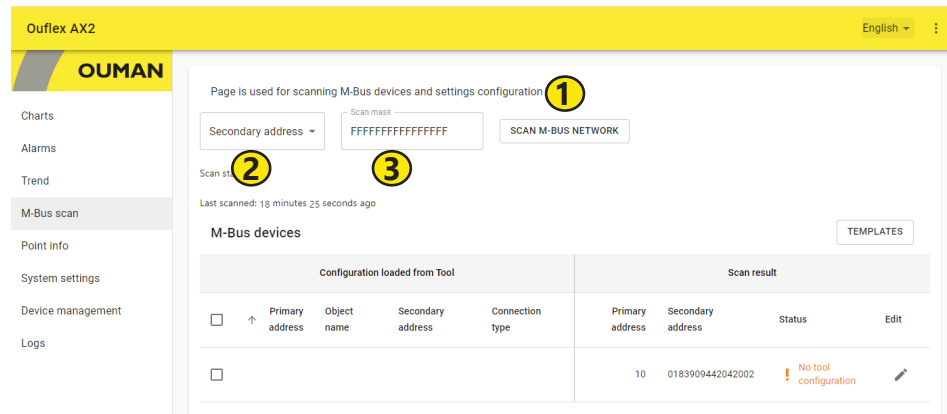 Ouflex AX2
English
OUMAN
Charts
Alarms
Trend
M-Bus scan
Point info
System settings
Device management
Logs
Page is used for scanning M-Bus devices and settings configuration
1
Secondary address
Scan mask
FFFFFFFFFFFFFFFF
SCAN M-BUS NETWORK
2
3
Scan
Last scanned: 18 minutes 25 seconds ago
M-Bus devices
TEMPLATES
Configuration loaded from Tool
Scan result
Primary address
Object name
Secondary address
Connection type
Primary address
Secondary address
Status
Edit
10
0183909442042002
No tool
configuration